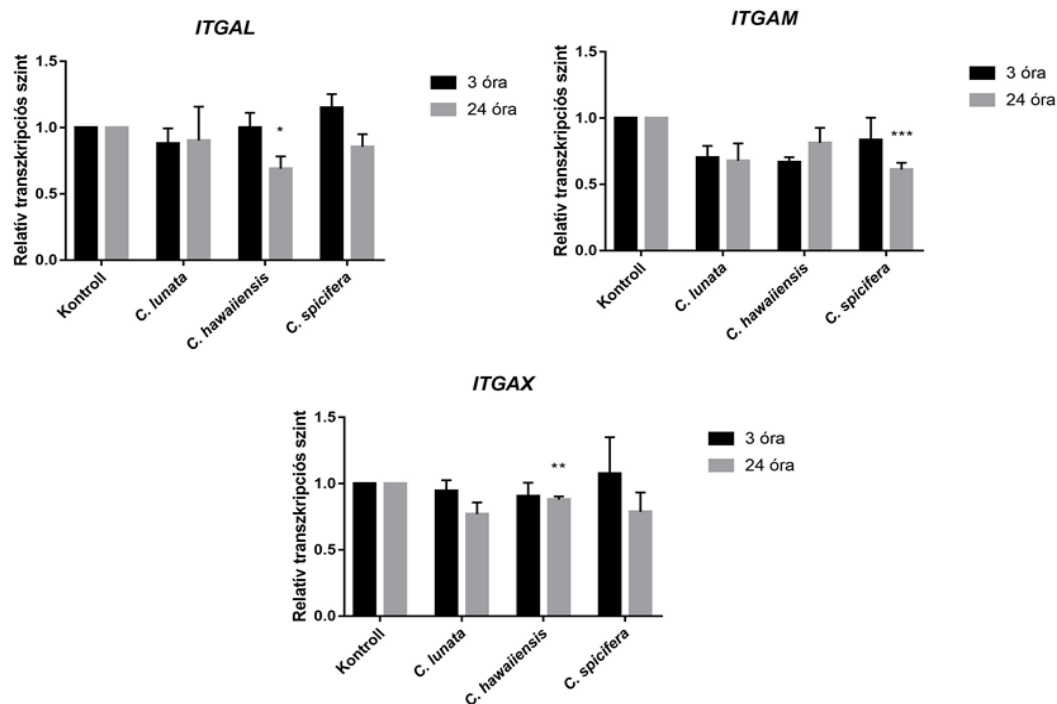 ITGAL
Relatív transzkripciós szint
1.5
1.0
0.5
0.0
*
Kontroll
C. lunata
C. hawaiiensis
C. spicifera
3 óra
24 óra
ITGAM
Relatív transzkripciós szint
1.5
1.0
0.5
0.0
***
Kontroll
C. lunata
C. hawaiiensis
C. spicifera
3 óra
24 óra
ITGAX
Relatív transzkripciós szint
1.5
1.0
0.5
0.0
**
Kontroll
C. lunata
C. hawaiiensis
C. spicifera
3 óra
24 óra